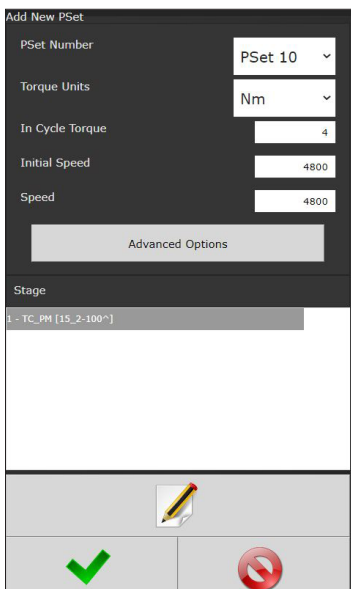 Add New PSet
PSet Number
PSet 10
Torque Units
Nm
In Cycle Torque
4
Initial Speed
4800
Speed
4800
Advanced Options
Stage
1 - TC_PM [15_2-100^]